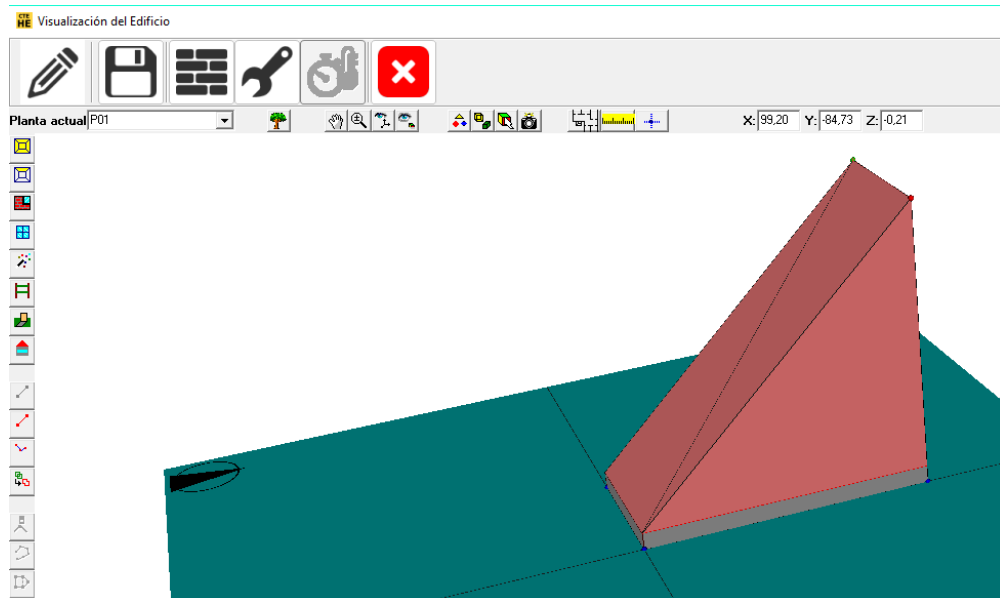 CTE
HE Visualización del Edificio
Planta actual P01 X: 99,20 Y: -84,73 Z: -0,21